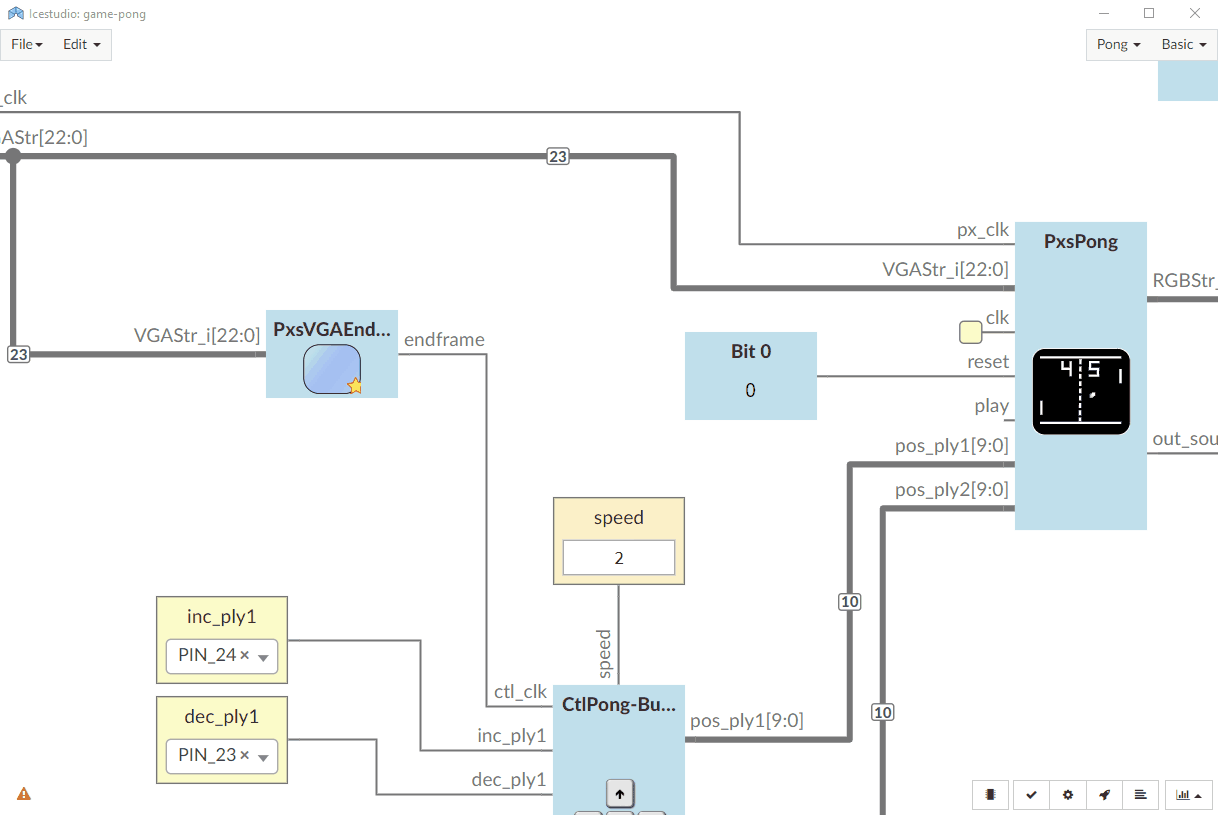 Icestudio: game-pong
File Edit Pong Basic
_clk
AStr[22:0]
23
px_clk
PxsPong
VGAStr_i[22:0]
RGBStr_
clk
VGAStr_i[22:0]
PxsVGAEnd...
endframe
23
Bit 0
0
reset
4 5
play
pos_ply1[9:0]
out_sou
pos_ply2[9:0]
speed
2
10
inc_ply1
PIN_24 ×
speed
ctl_clk
CtlPong-Bu...
dec_ply1
PIN_23 ×
inc_ply1
pos_ply1[9:0]
10
dec_ply1